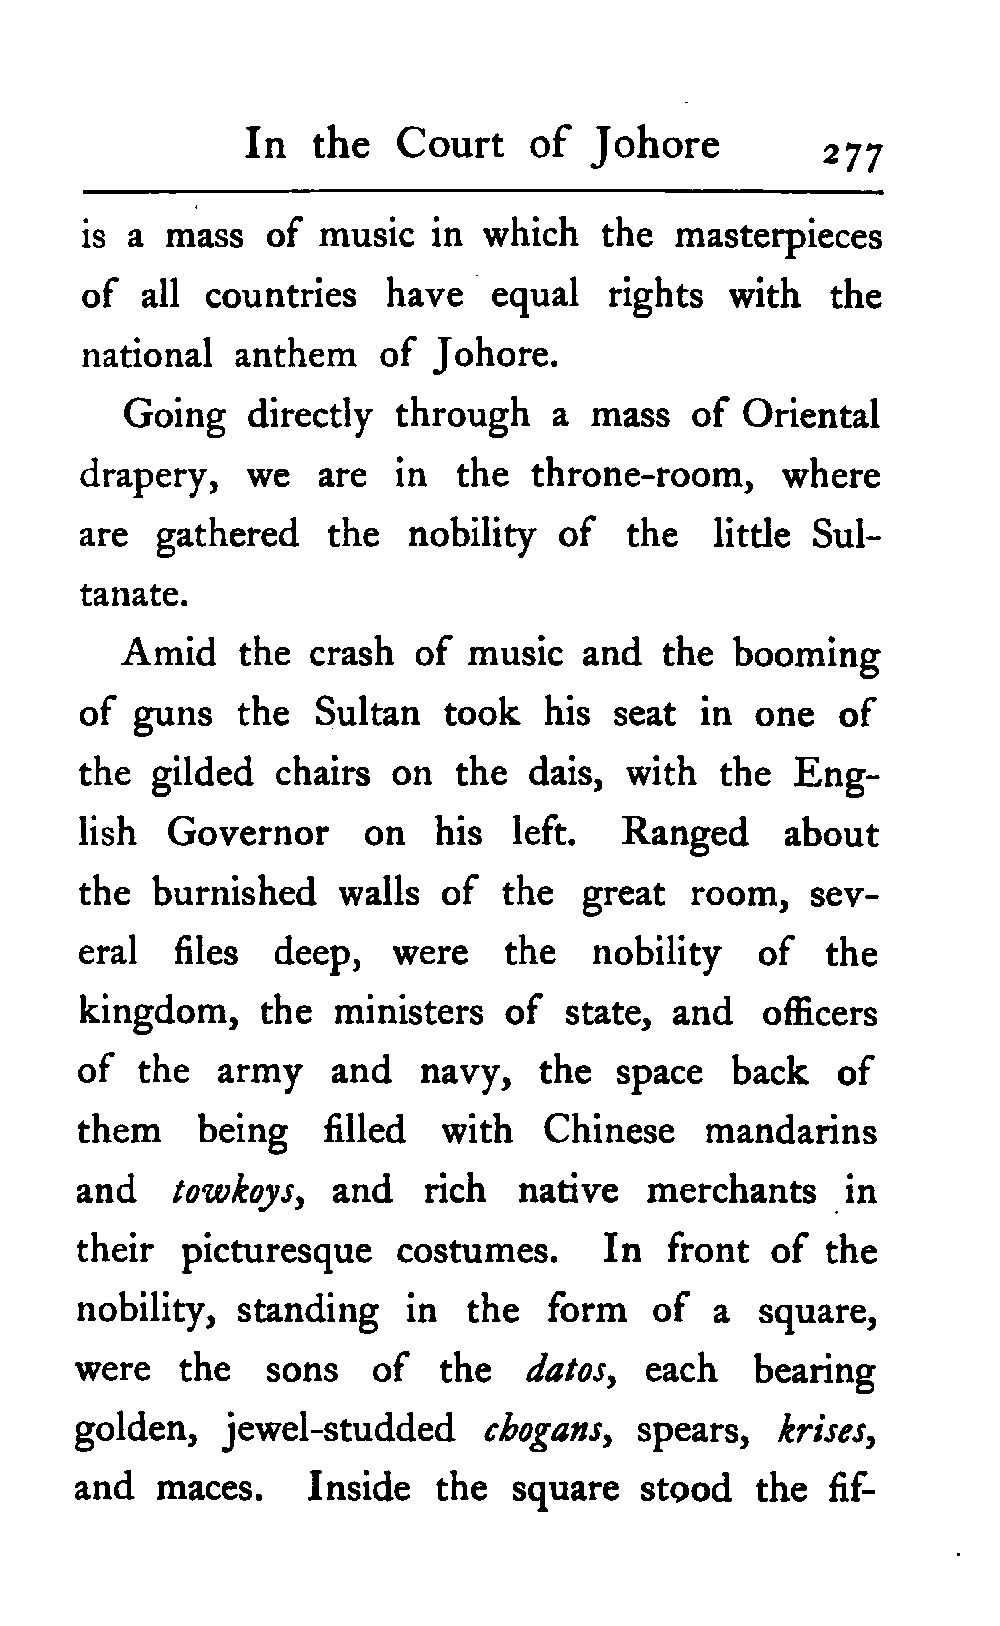 In the Court of Johore 277
is a mass of music in which the masterpieces
of all countries have equal rights with the
national anthem of Johore.
Going directly through a mass of Oriental
drapery, we are in the throne-room, where
are gathered the nobility of the little Sul-
tanate.
Amid the crash of music and the booming
of guns the Sultan took his seat in one of
the gilded chairs on the dais, with the Eng-
lish Governor on his left. Ranged about
the burnished walls of the great room, sev-
eral files deep, were the nobility of the
kingdom, the ministers of state, and officers
of the army and navy, the space back of
them being filled with Chinese mandarins
and towkoys, and rich native merchants in
their picturesque costumes. In front of the
nobility, standing in the form of a square,
were the sons of the datos, each bearing
golden, jewel-studded chogans, spears, krises,
and maces. Inside the square stood the fif-